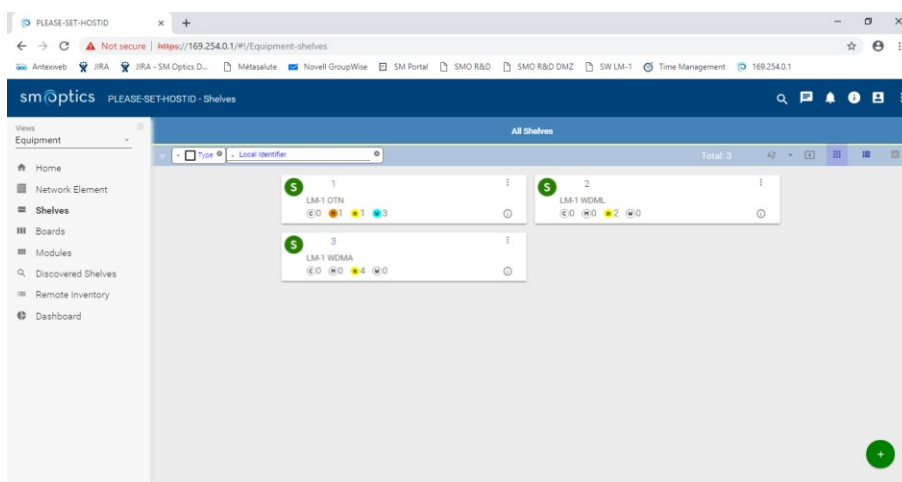 PLEASE-SET-HOSTID
Not secure | https://169.254.0.1/#!/Equipment-shelves
Antexweb JIRA JIRA - SM Optics D... Métasalute Novell GroupWise SM Portal SMO R&D SMO R&D DMZ SW LM-1 Time Management 169.254.0.1
smoptics PLEASE-SET-HOSTID - Shelves
Views
Equipment
All Shelves
Type Local Identifier Total: 3
Home
Network Element
Shelves
Boards
Modules
Discovered Shelves
Remote Inventory
Dashboard
S 1
LM-1 OTN
C 0 M 1 1 W 3
S 2
LM-1 WDML
C 0 M 0 2 W 0
S 3
LM-1 WDMA
C 0 M 0 4 W 0